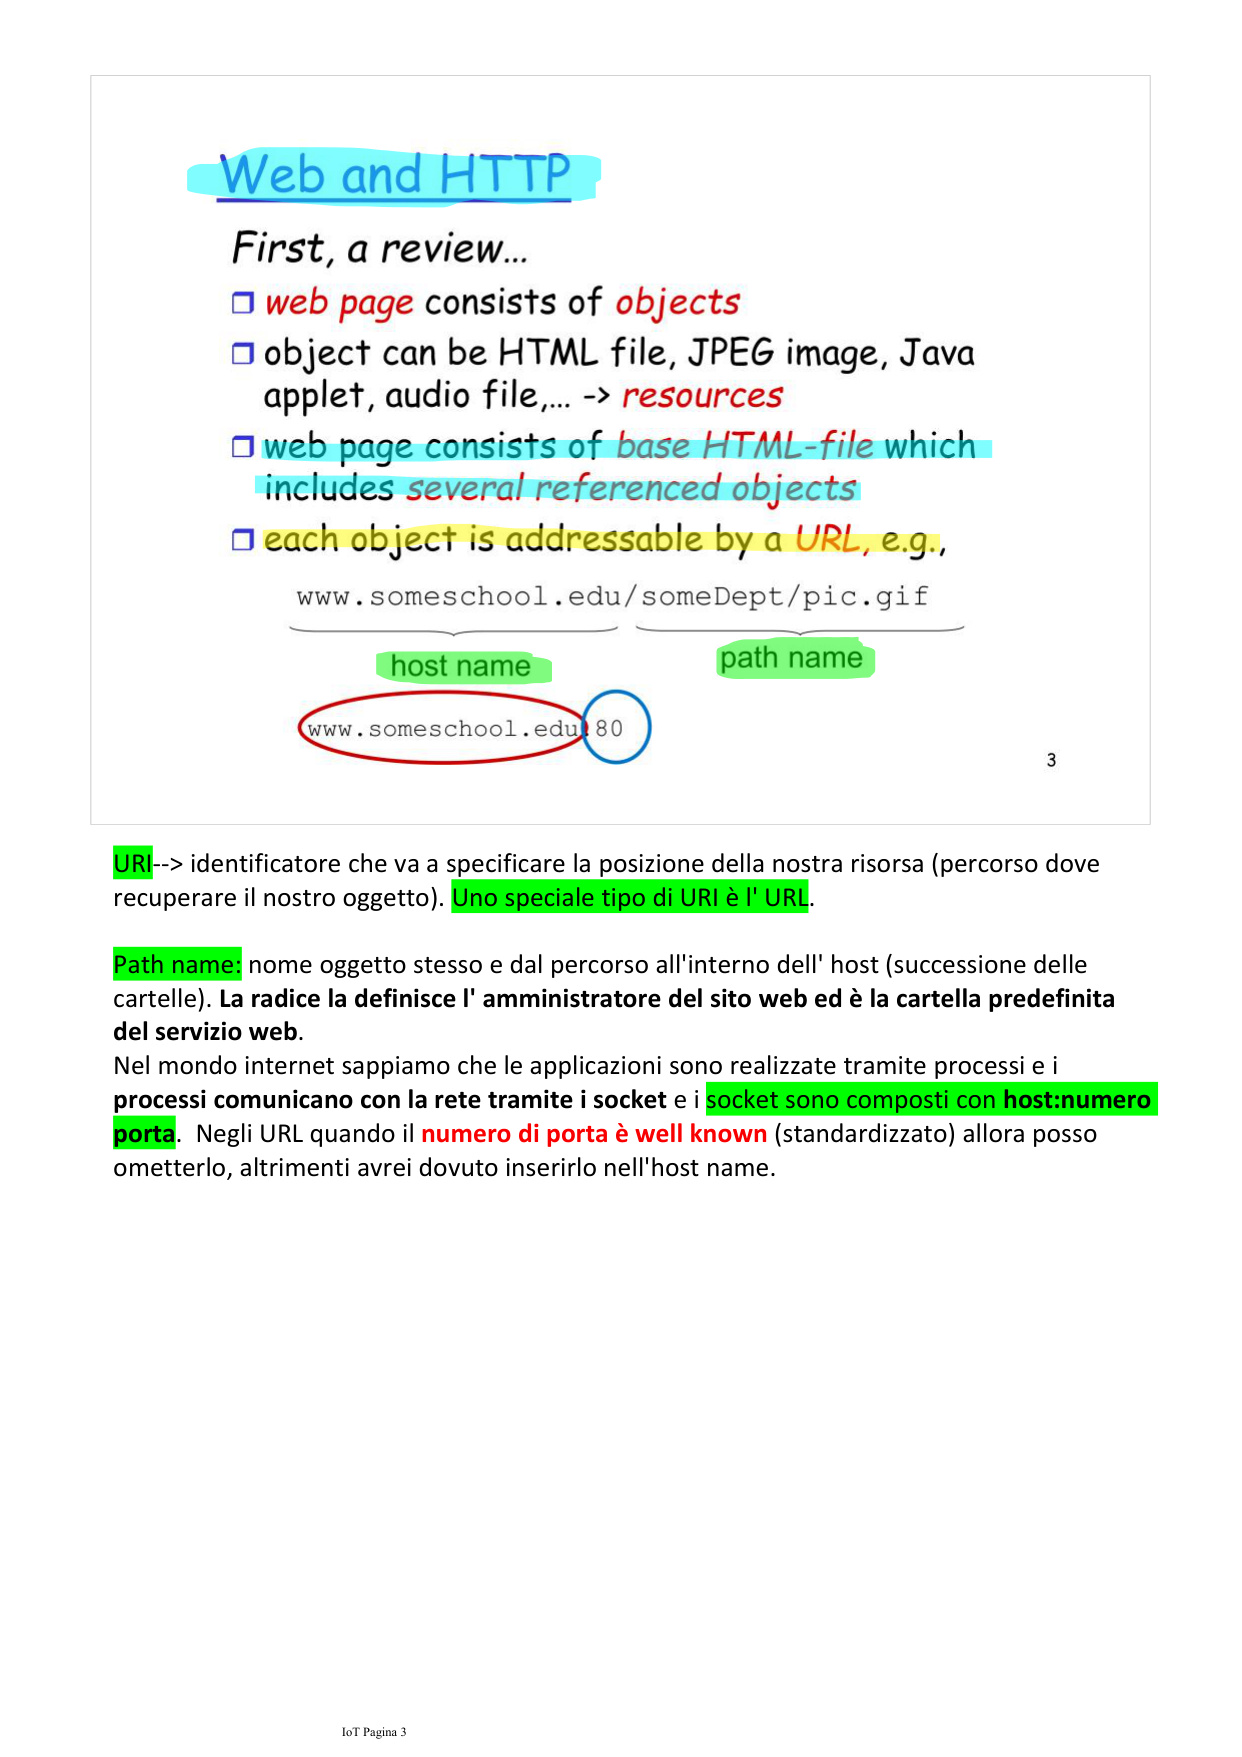 Web and HTTP
First, a review...
web page consists of objects
object can be HTML file, JPEG image, Java
applet, audio file,... -> resources
web page consists of base HTML-file which
includes several referenced objects
each object is addressable by a URL, e.g.,
www.someschool.edu/someDept/pic.gif
host name path name
www.someschool.edu:80
3
URI--> identificatore che va a specificare la posizione della nostra risorsa (percorso dove
recuperare il nostro oggetto). Uno speciale tipo di URI è l' URL.
Path name: nome oggetto stesso e dal percorso all'interno dell' host (successione delle
cartelle). La radice la definisce l' amministratore del sito web ed è la cartella predefinita
del servizio web.
Nel mondo internet sappiamo che le applicazioni sono realizzate tramite processi e i
processi comunicano con la rete tramite i socket e i socket sono composti con host:numero
porta.  Negli URL quando il numero di porta è well known (standardizzato) allora posso
ometterlo, altrimenti avrei dovuto inserirlo nell'host name.
IoT Pagina 3